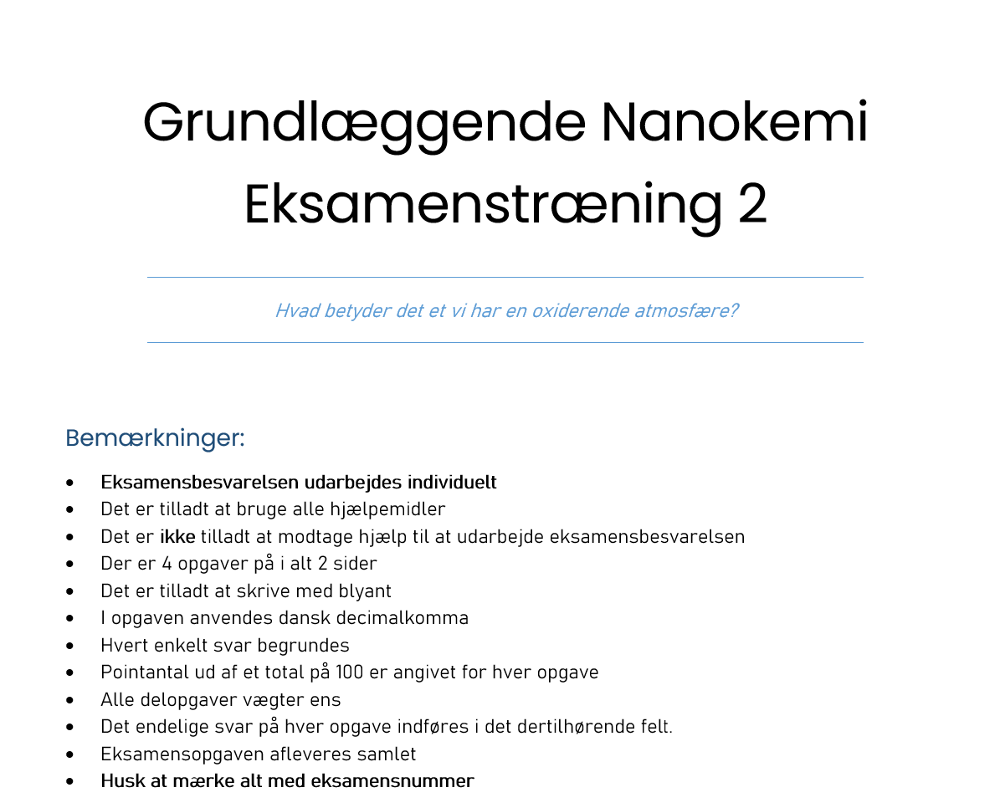 Grundlæggende Nanokemi
Eksamenstræning 2
Hvad betyder det et vi har en oxiderende atmosfære?
Bemærkninger:
• Eksamensbesvarelsen udarbejdes individuelt
• Det er tilladt at bruge alle hjælpemidler
• Det er ikke tilladt at modtage hjælp til at udarbejde eksamensbesvarelsen
• Der er 4 opgaver på i alt 2 sider
• Det er tilladt at skrive med blyant
• I opgaven anvendes dansk decimalkomma
• Hvert enkelt svar begrundes
• Pointantal ud af et total på 100 er angivet for hver opgave
• Alle delopgaver vægter ens
• Det endelige svar på hver opgave indføres i det dertilhørende felt.
• Eksamensopgaven afleveres samlet
• Husk at mærke alt med eksamensnummer